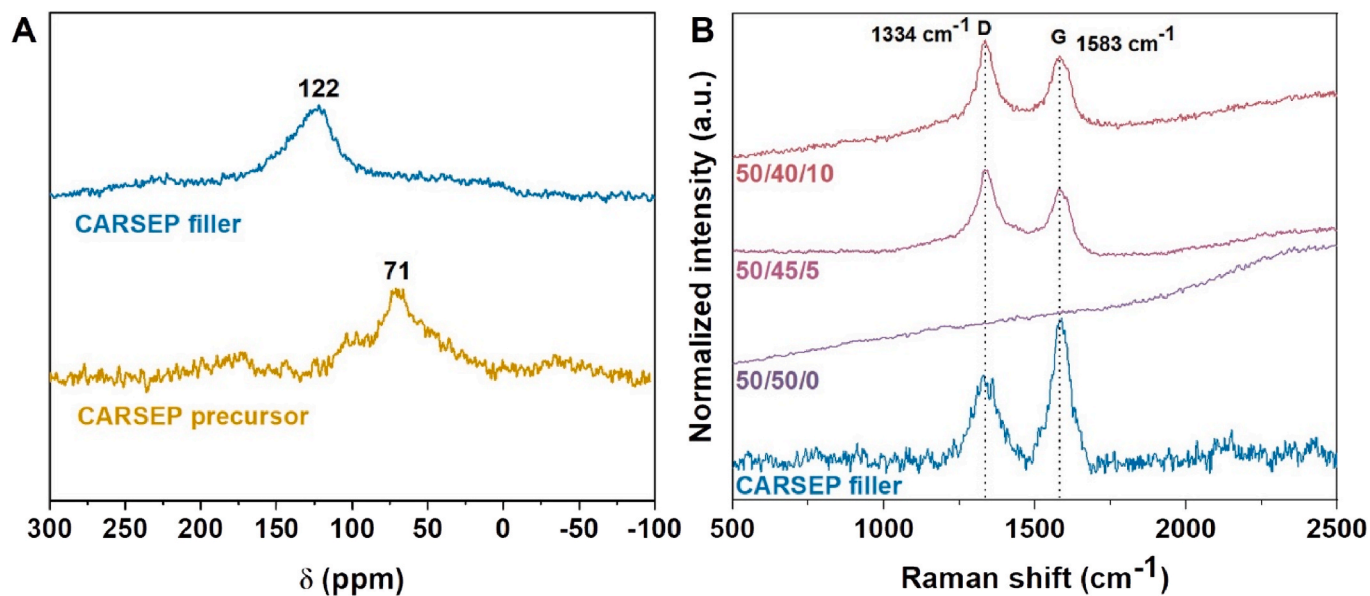 A
122
CARSEP filler
71
CARSEP precursor
300 250 200 150 100 50 0 -50 -100
δ (ppm)
B
1334 cm⁻¹ D G 1583 cm⁻¹
50/40/10
50/45/5
50/50/0
CARSEP filler
Normalized intensity (a.u.)
500 1000 1500 2000 2500
Raman shift (cm⁻¹)